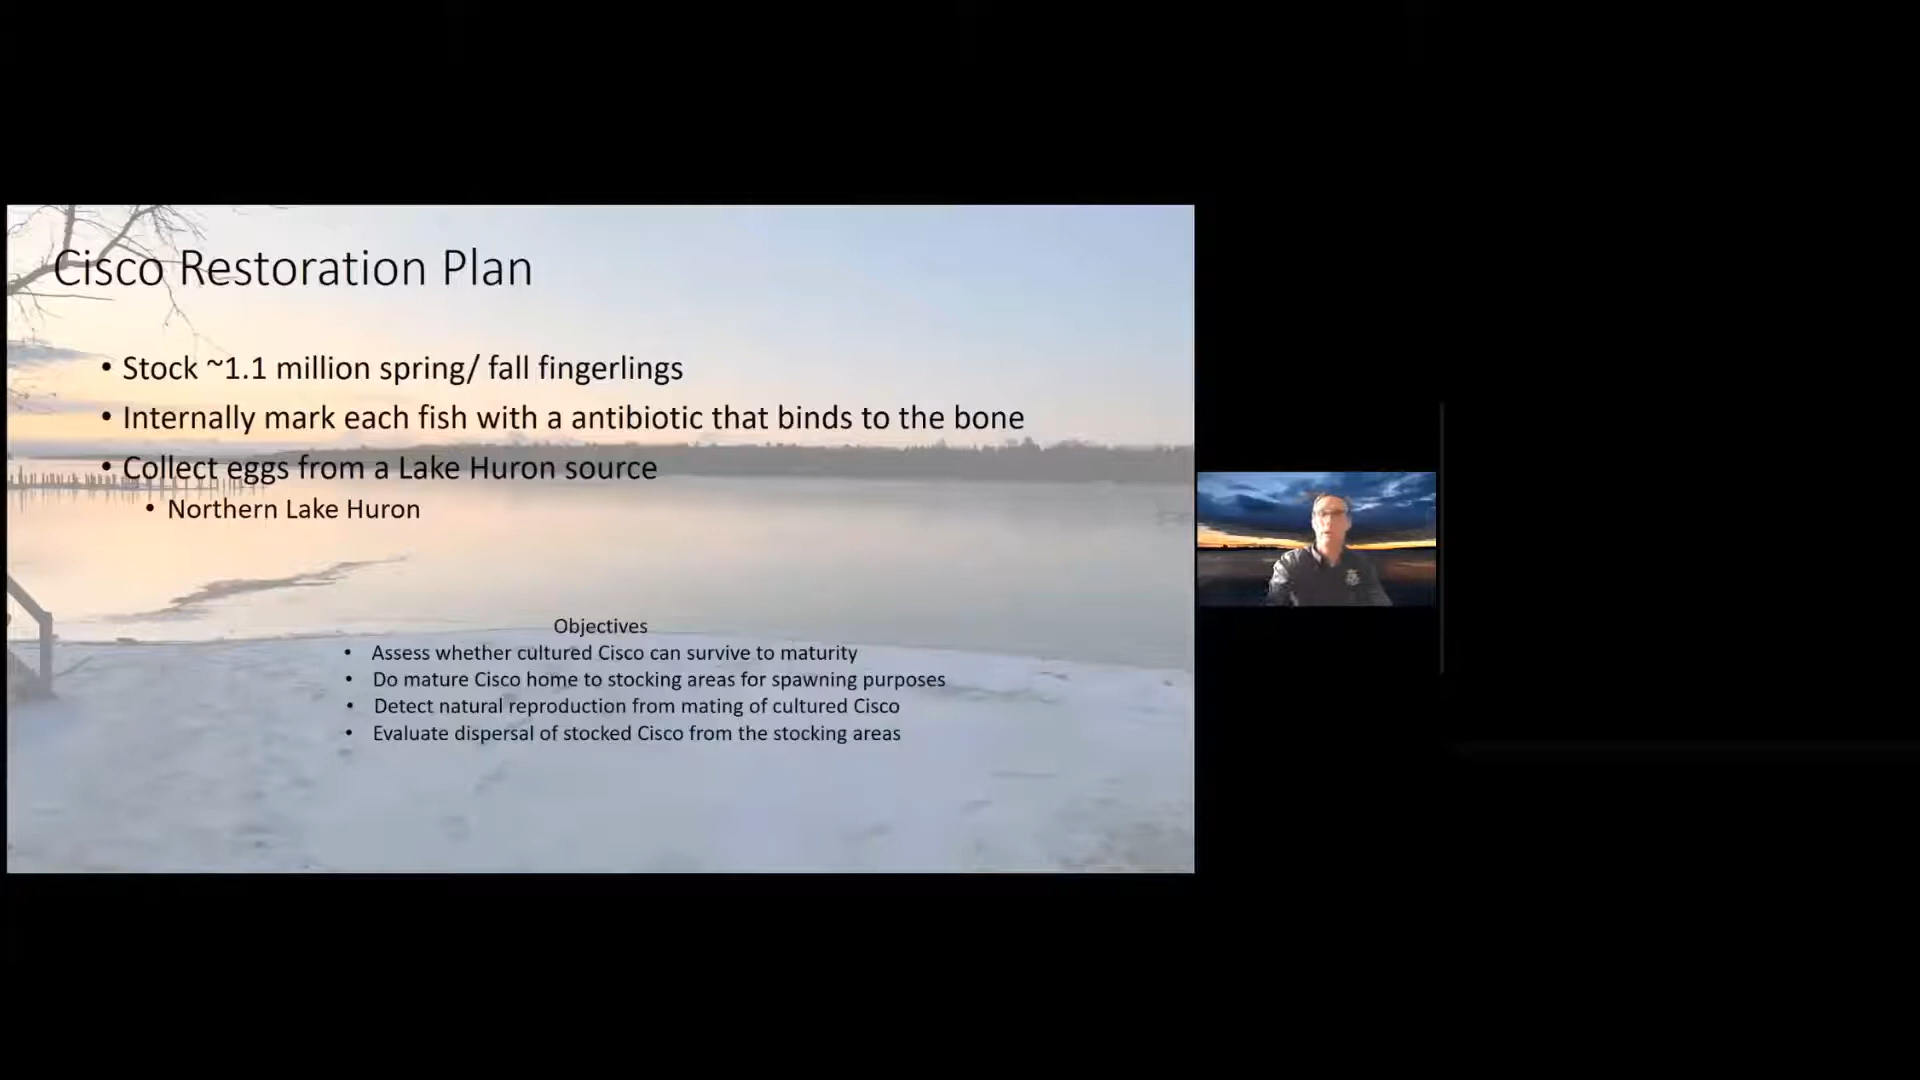 Cisco Restoration Plan
• Stock ~1.1 million spring/ fall fingerlings
• Internally mark each fish with a antibiotic that binds to the bone
• Collect eggs from a Lake Huron source
• Northern Lake Huron
Objectives
• Assess whether cultured Cisco can survive to maturity
• Do mature Cisco home to stocking areas for spawning purposes
• Detect natural reproduction from mating of cultured Cisco
• Evaluate dispersal of stocked Cisco from the stocking areas